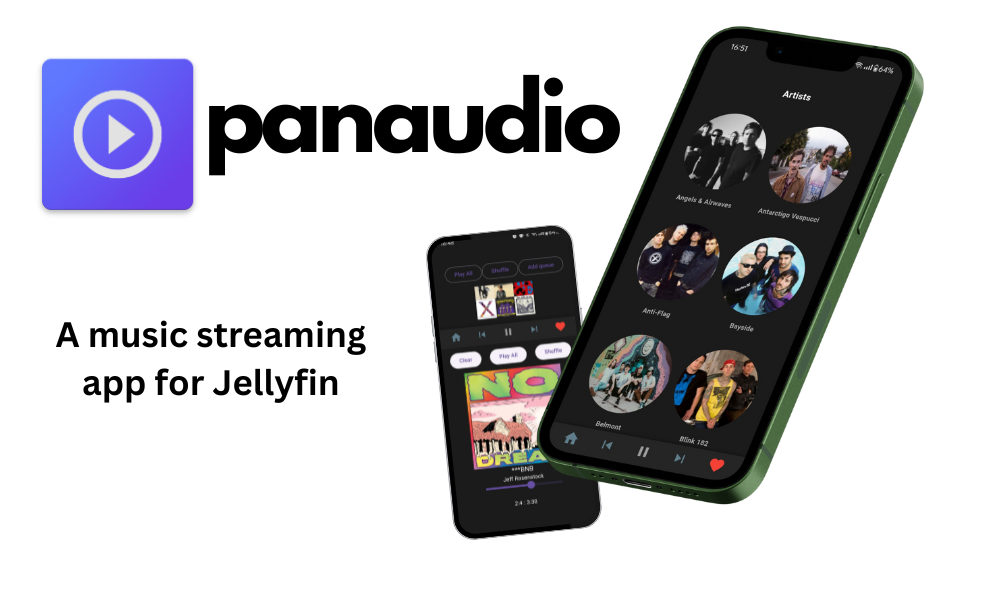 panaudio
A music streaming
app for Jellyfin
16:51
64%
Artists
Angels & Airwaves
Antarctigo Vespucci
Anti-Flag
Bayside
Belmont
Blink 182
Play All
Shuffle
Add queue
Clear
Play All
Shuffle
NO
DREA
***BNB
Jeff Rosenstock
2:4 : 3:39